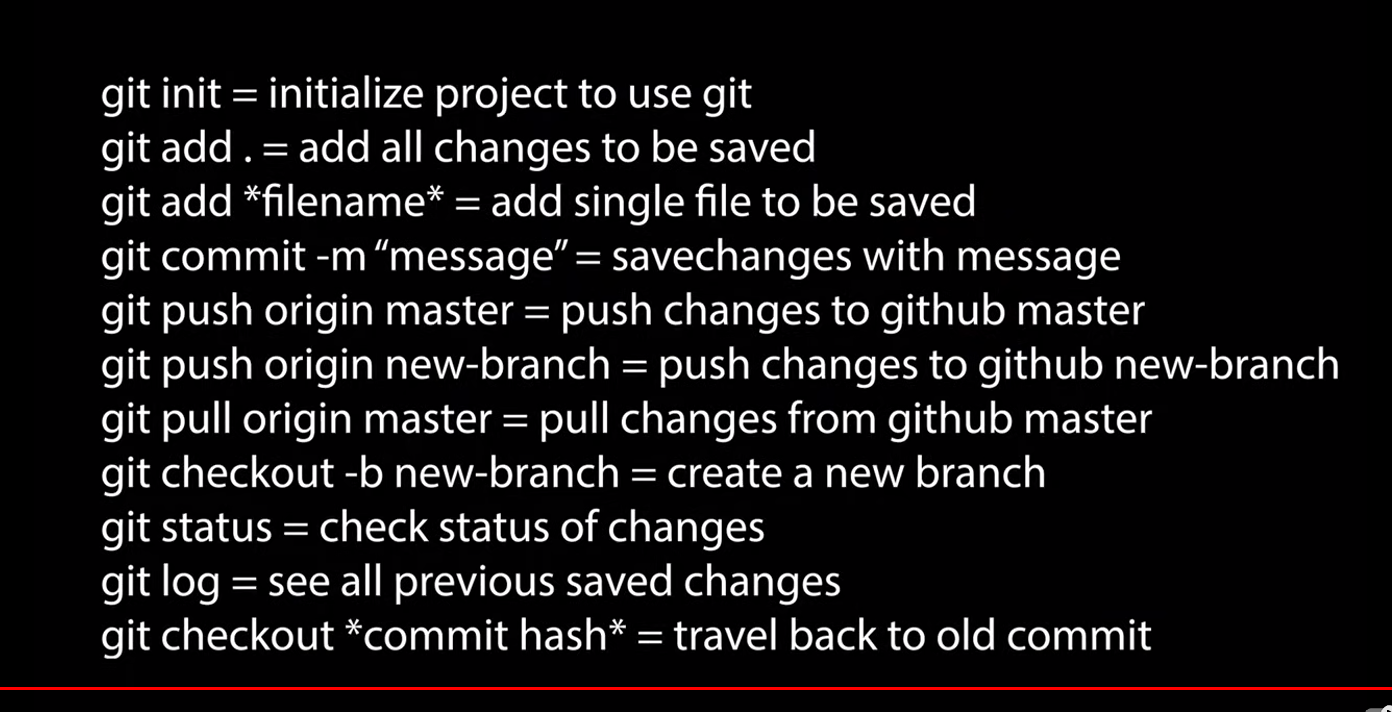 git init = initialize project to use git
git add . = add all changes to be saved
git add *filename* = add single file to be saved
git commit -m “message” = savechanges with message
git push origin master = push changes to github master
git push origin new-branch = push changes to github new-branch
git pull origin master = pull changes from github master
git checkout -b new-branch = create a new branch
git status = check status of changes
git log = see all previous saved changes
git checkout *commit hash* = travel back to old commit